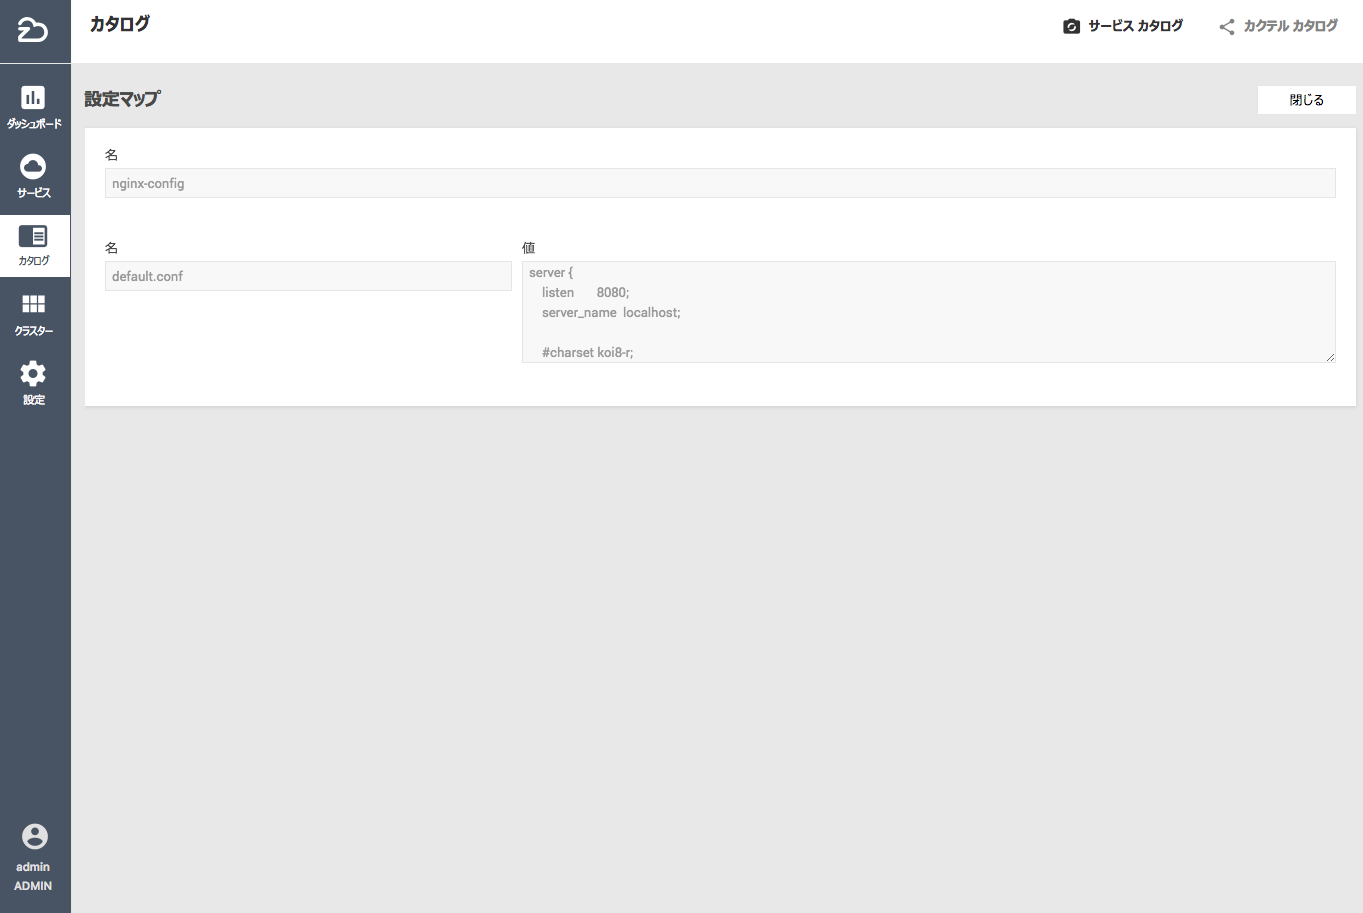 カタログ
サービス カタログ
カクテル カタログ
ダッシュボード
サービス
カタログ
クラスター
設定
設定マップ
閉じる
名
nginx-config
名
値
default.conf
server {
listen 8080;
server_name localhost;
#charset koi8-r;
admin
ADMIN